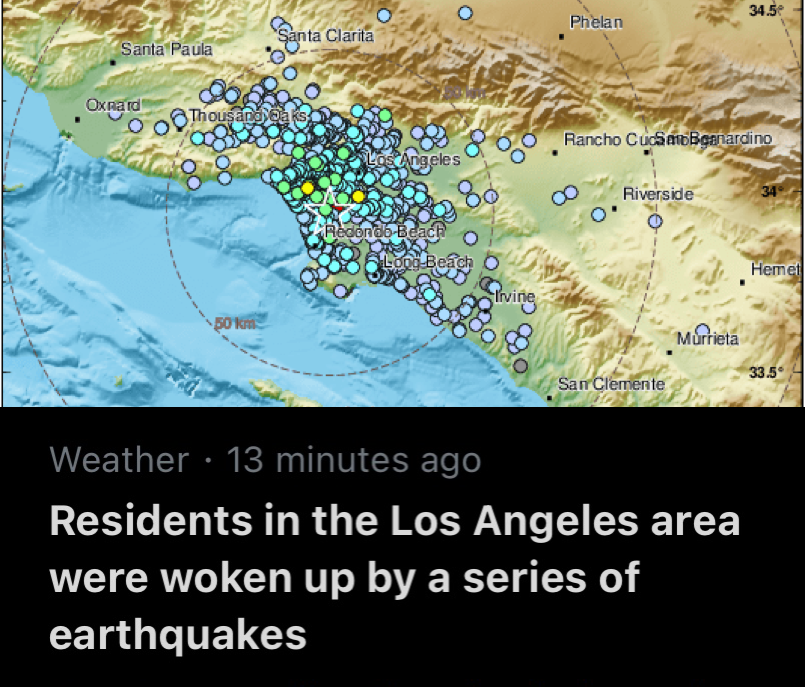 34.5°
Phelan
Santa Clarita
Santa Paula
Oxnard
Thousand Oaks
Rancho Cucamonga
San Bernardino
Los Angeles
34°
Riverside
Redondo Beach
Long Beach
Hemet
Irvine
50 km
Murrieta
33.5°
San Clemente
Weather · 13 minutes ago
Residents in the Los Angeles area
were woken up by a series of
earthquakes